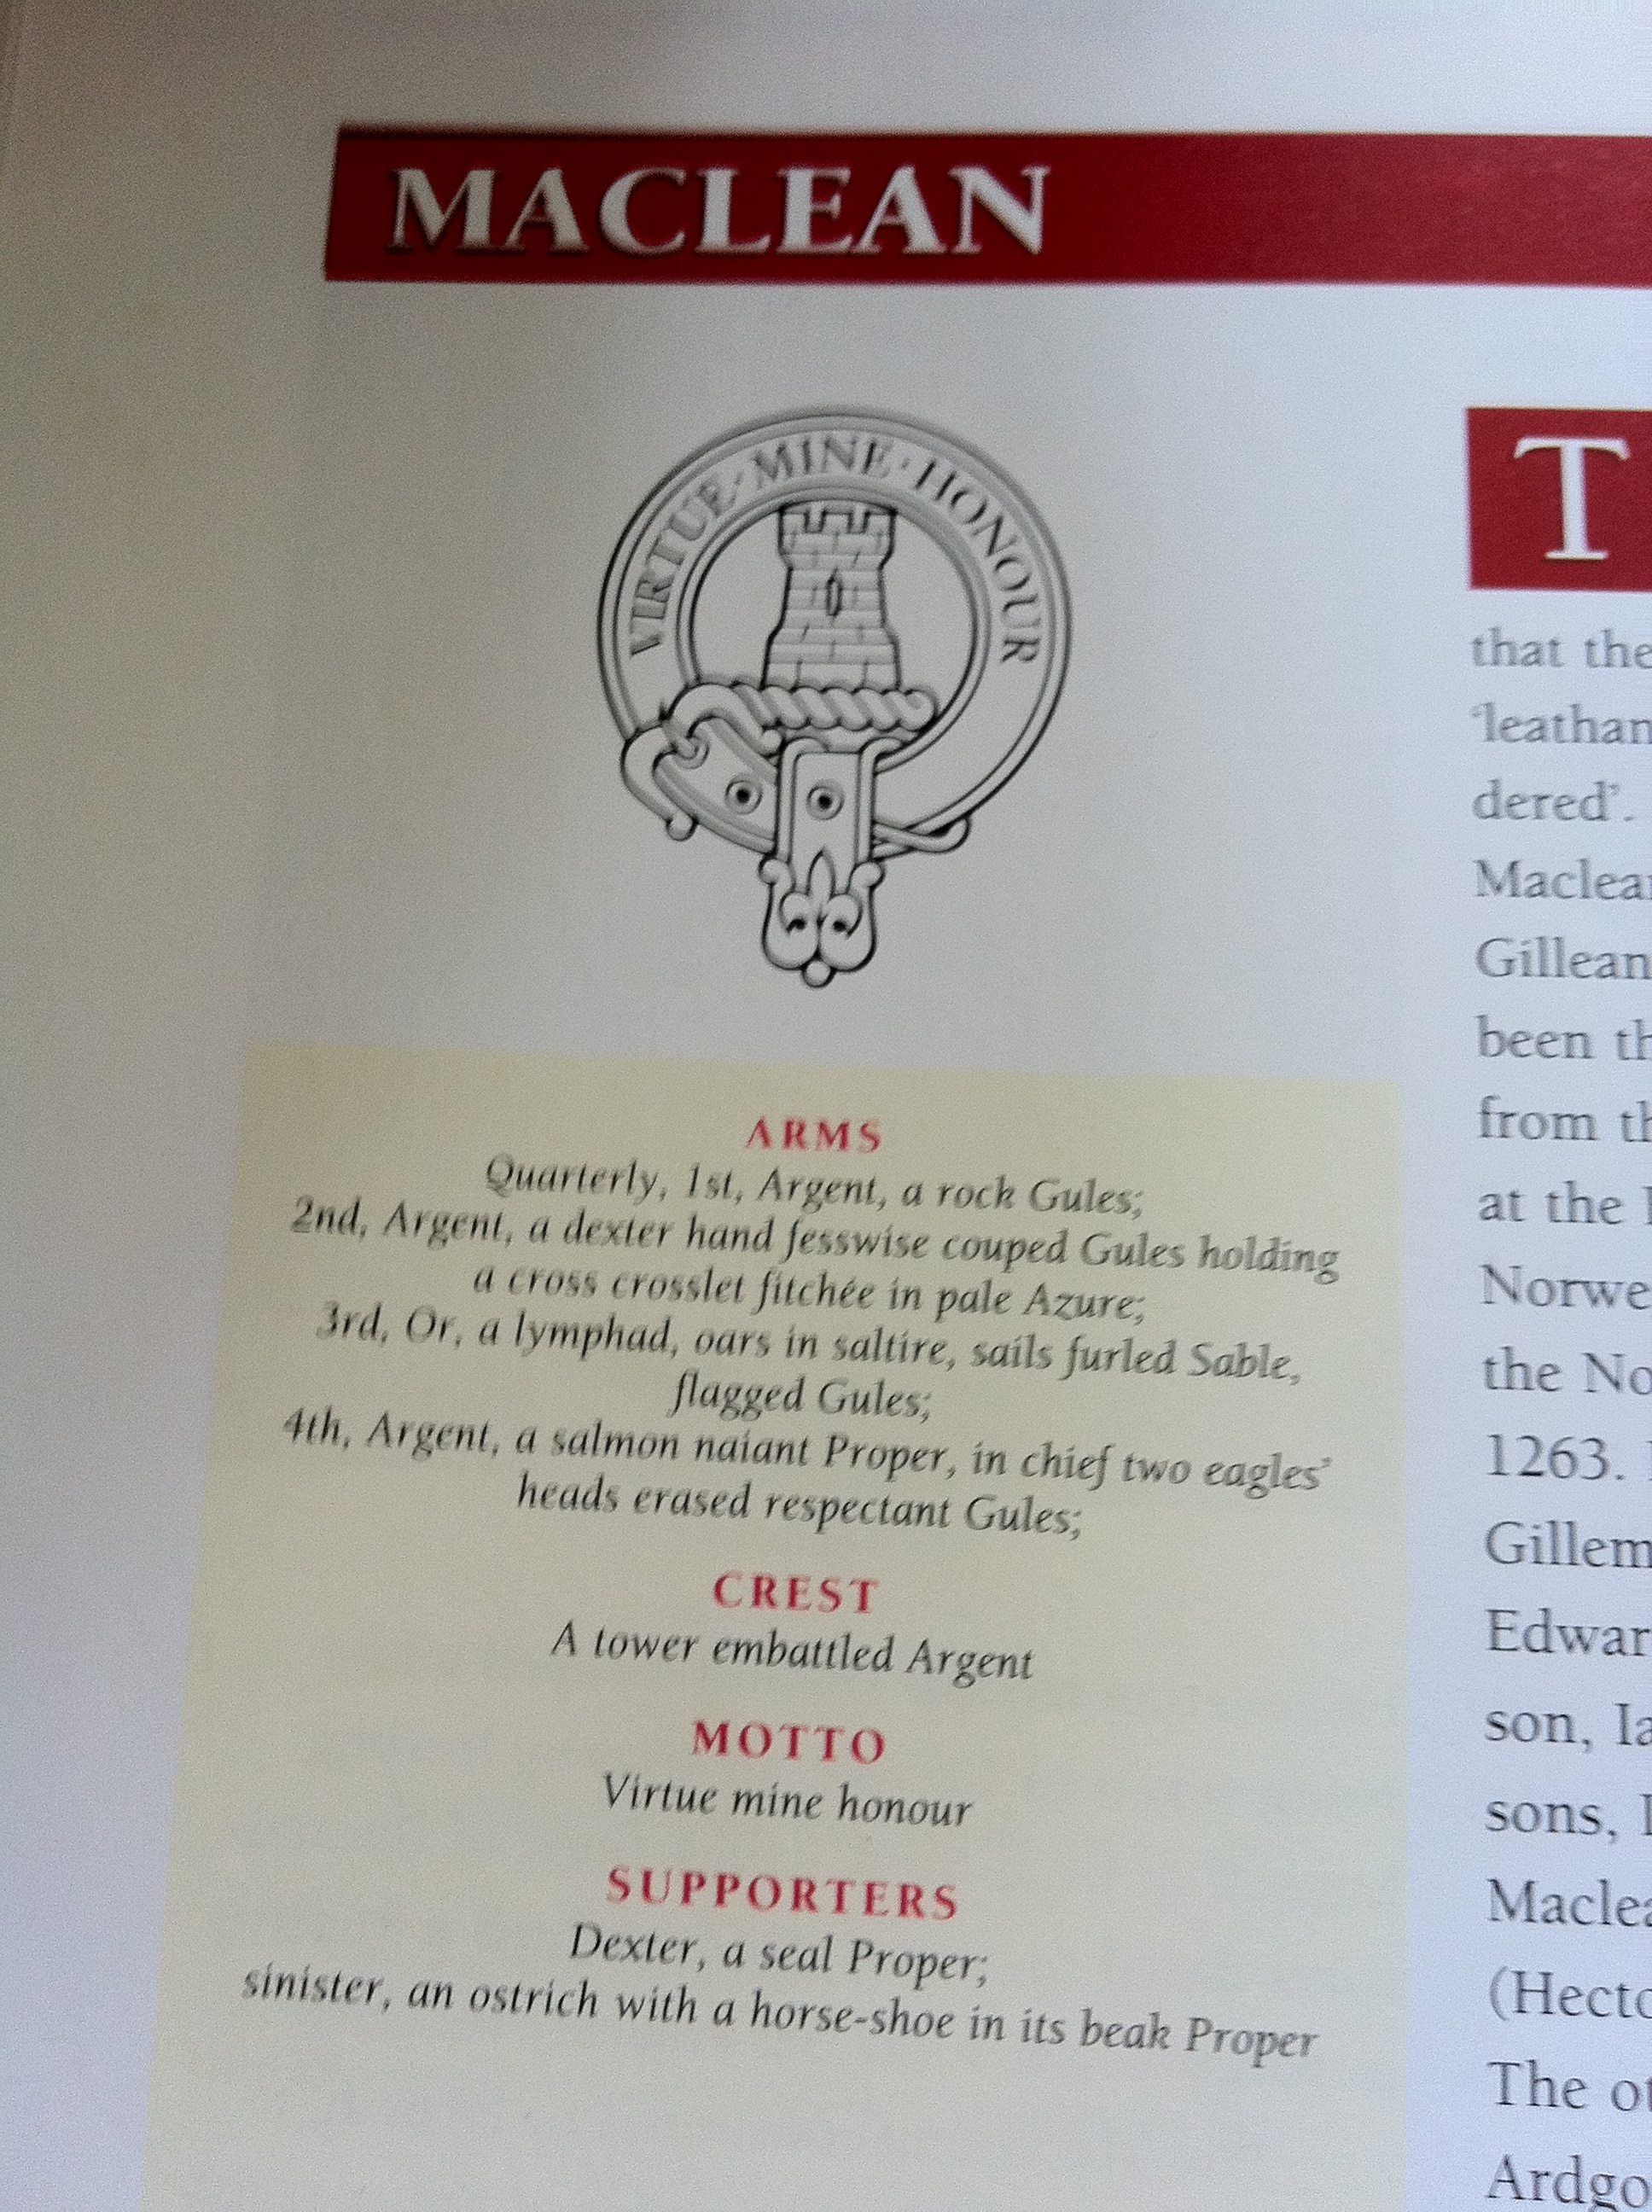 MACLEAN
VIRTUE · MINE · HONOUR
ARMS
Quarterly, 1st, Argent, a rock Gules;
2nd, Argent, a dexter hand fesswise couped Gules holding
a cross crosslet fitchée in pale Azure;
3rd, Or, a lymphad, oars in saltire, sails furled Sable,
flagged Gules;
4th, Argent, a salmon naiant Proper, in chief two eagles'
heads erased respectant Gules;
CREST
A tower embattled Argent
MOTTO
Virtue mine honour
SUPPORTERS
Dexter, a seal Proper;
sinister, an ostrich with a horse-shoe in its beak Proper
T
that the
'leathan
dered'.
Maclea
Gillean
been th
from th
at the
Norwe
the No
1263.
Gillem
Edwar
son, Ia
sons,
Maclea
(Hecto
The ot
Ardgo